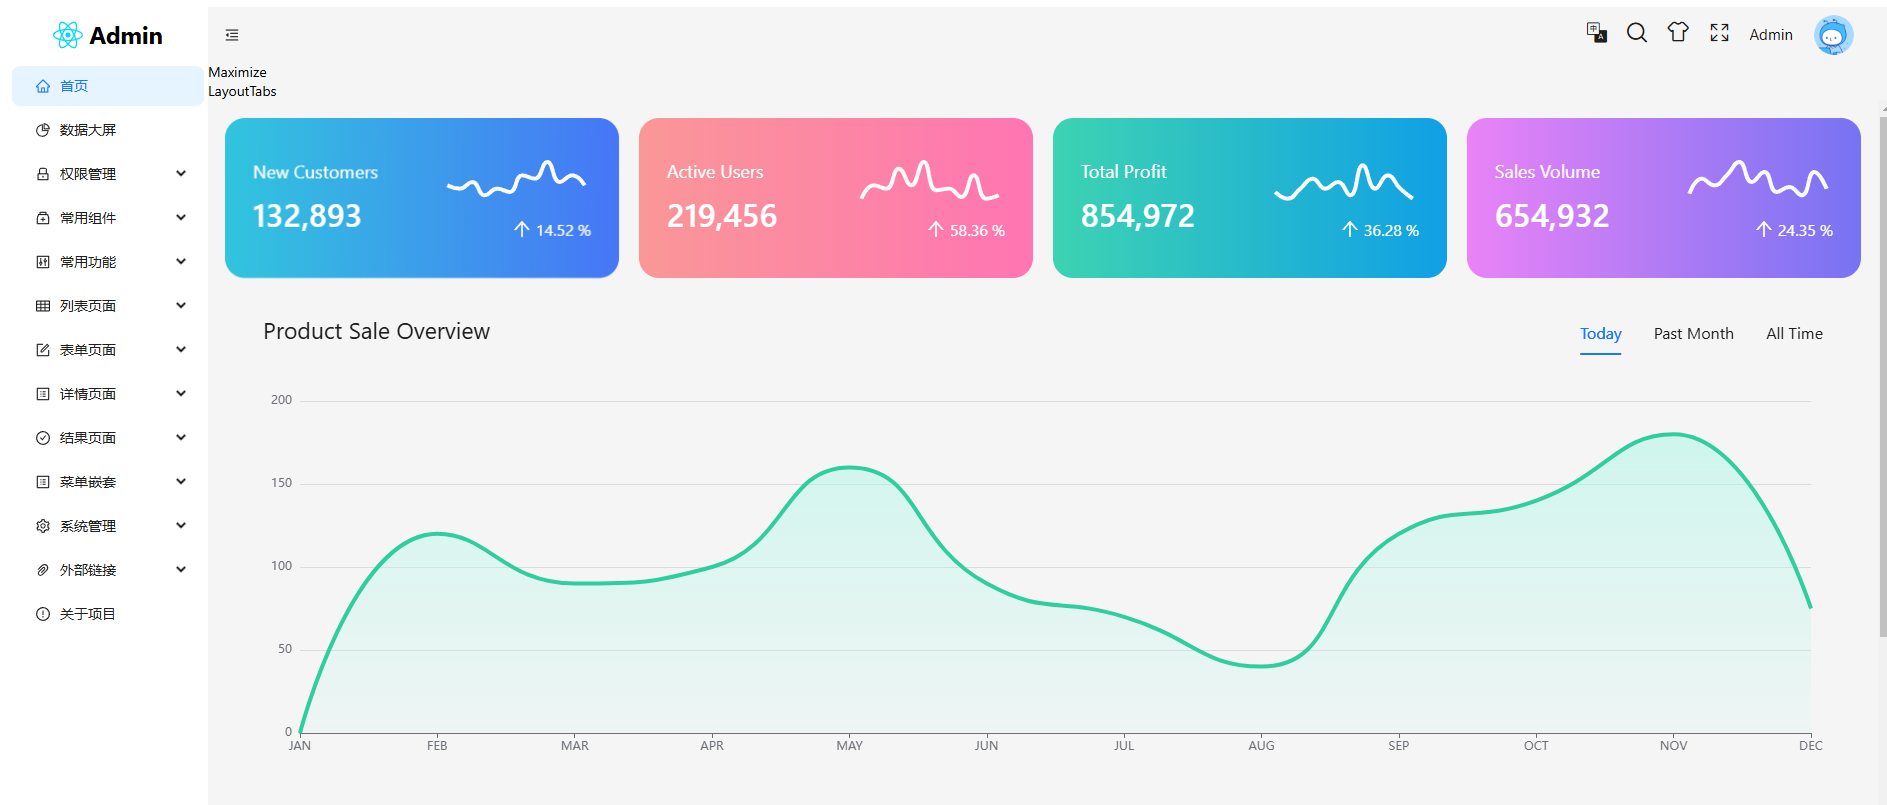 Admin
首页
数据大屏
权限管理
常用组件
常用功能
列表页面
表单页面
详情页面
结果页面
菜单嵌套
系统管理
外部链接
关于项目
中 A Admin
Maximize
LayoutTabs
New Customers
132,893
14.52 %
Active Users
219,456
58.36 %
Total Profit
854,972
36.28 %
Sales Volume
654,932
24.35 %
Product Sale Overview
Today Past Month All Time
200
150
100
50
0
JAN FEB MAR APR MAY JUN JUL AUG SEP OCT NOV DEC